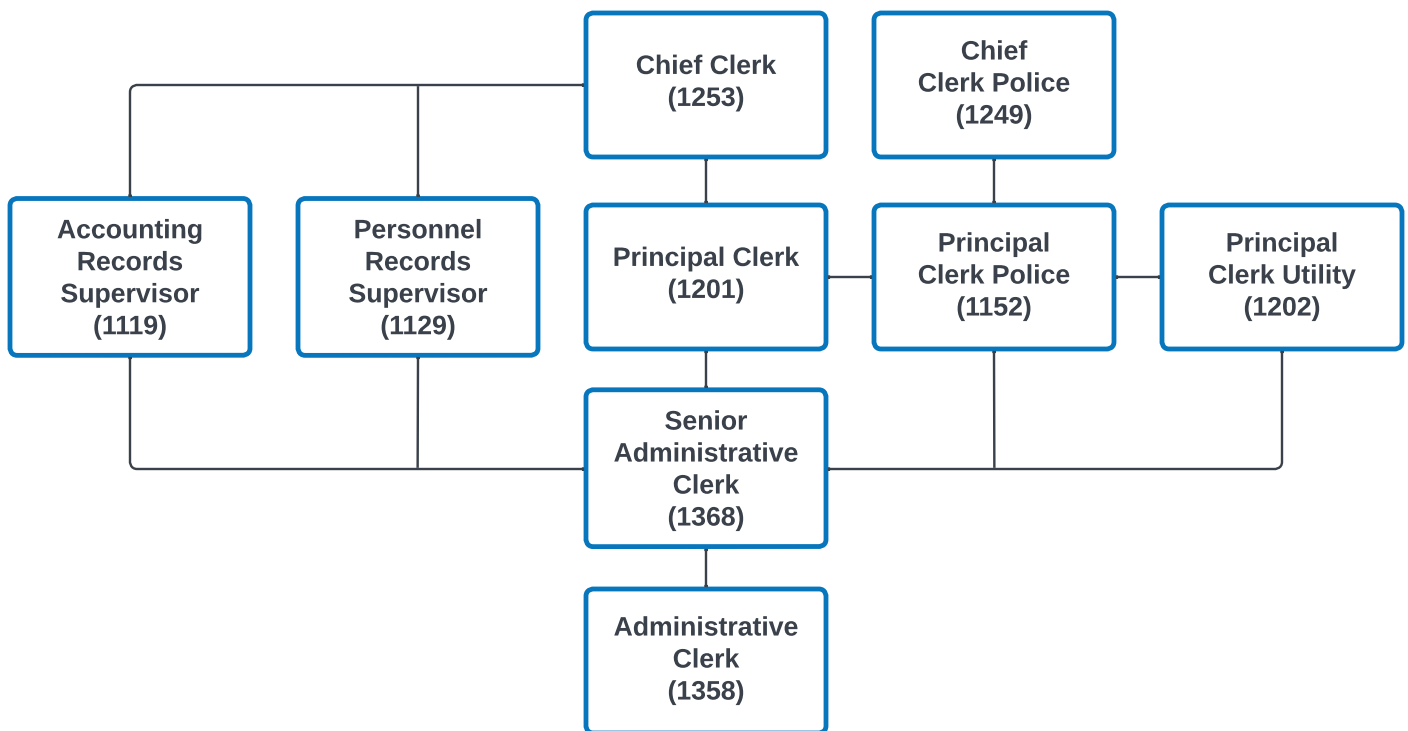 Chief Clerk
(1253)
Chief
Clerk Police
(1249)
Accounting
Records
Supervisor
(1119)
Personnel
Records
Supervisor
(1129)
Principal Clerk
(1201)
Principal
Clerk Police
(1152)
Principal
Clerk Utility
(1202)
Senior
Administrative
Clerk
(1368)
Administrative
Clerk
(1358)